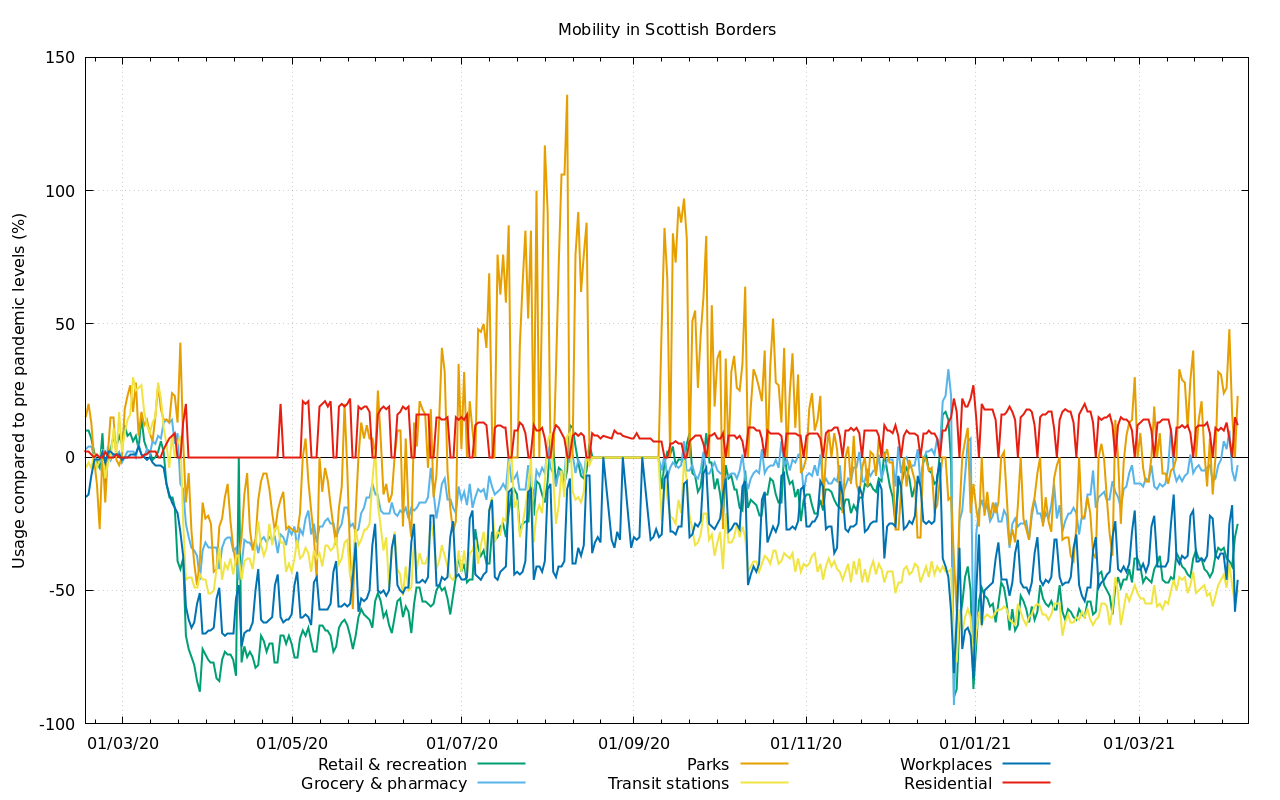 Mobility in Scottish Borders
Usage compared to pre pandemic levels (%)
150
100
50
0
-50
-100
01/03/20 01/05/20 01/07/20 01/09/20 01/11/20 01/01/21 01/03/21
Retail & recreation Parks Workplaces
Grocery & pharmacy Transit stations Residential